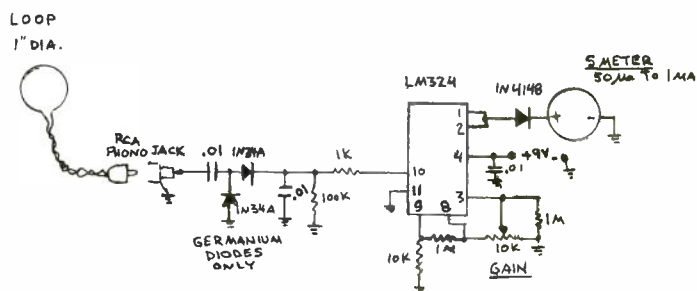 LOOP
1" DIA.
RCA
PHONO JACK
.01
1N34A
1N34A
.01
100K
GERMANIUM
DIODES
ONLY
1K
LM324
10
11
9
8
1
2
4
3
1N4148
S METER
50µa TO 1MA
+
-
+9V-
.01
1M
10K
1M
10K
GAIN